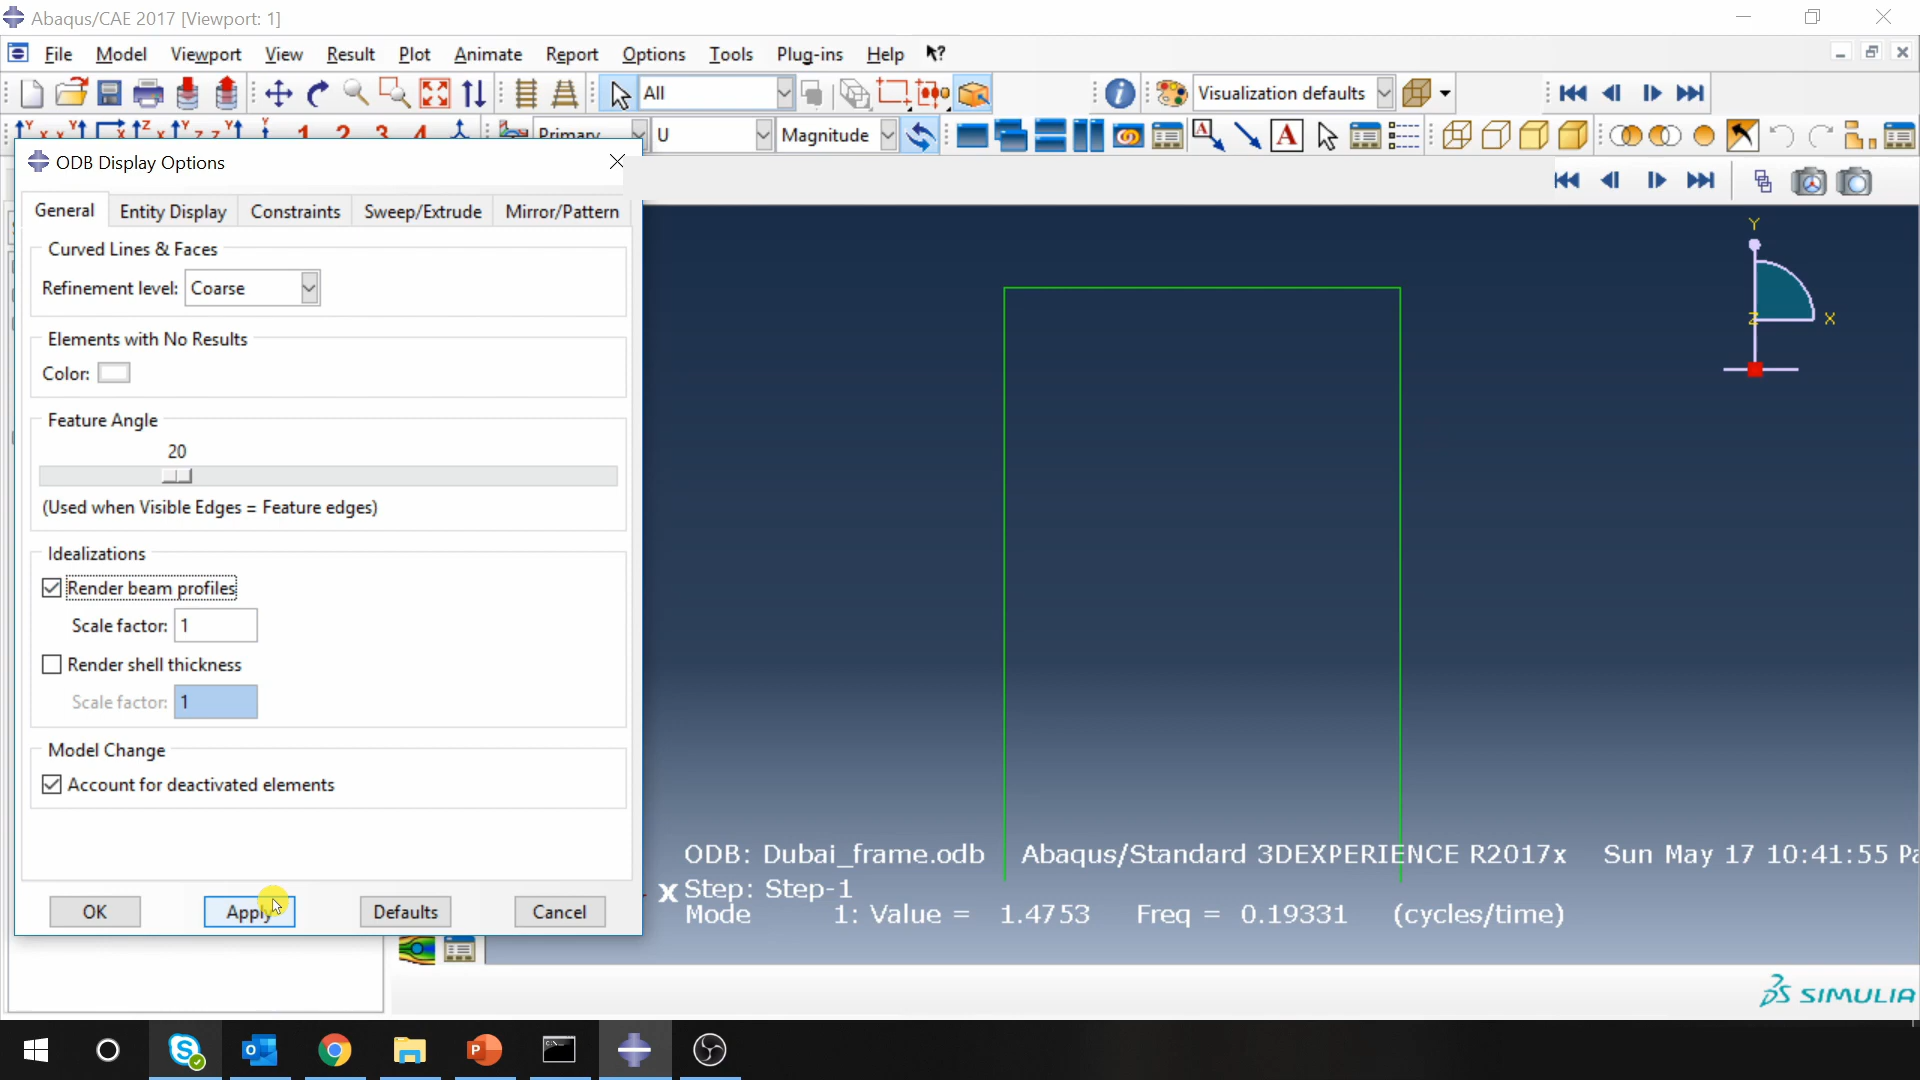 Abaqus/CAE 2017 [Viewport: 1]
File Model Viewport View Result Plot Animate Report Options Tools Plug-ins Help
All
Visualization defaults
1 2 3 4 Primary U Magnitude
ODB Display Options
General Entity Display Constraints Sweep/Extrude Mirror/Pattern
Curved Lines & Faces
Refinement level: Coarse
Elements with No Results
Color:
Feature Angle
20
(Used when Visible Edges = Feature edges)
Idealizations
Render beam profiles
Scale factor: 1
Render shell thickness
Scale factor: 1
Model Change
Account for deactivated elements
OK Apply Defaults Cancel
Y
Z X
ODB: Dubai_frame.odb Abaqus/Standard 3DEXPERIENCE R2017x Sun May 17 10:41:55
X Step: Step-1
Mode 1: Value = 1.4753 Freq = 0.19331 (cycles/time)
SIMULIA